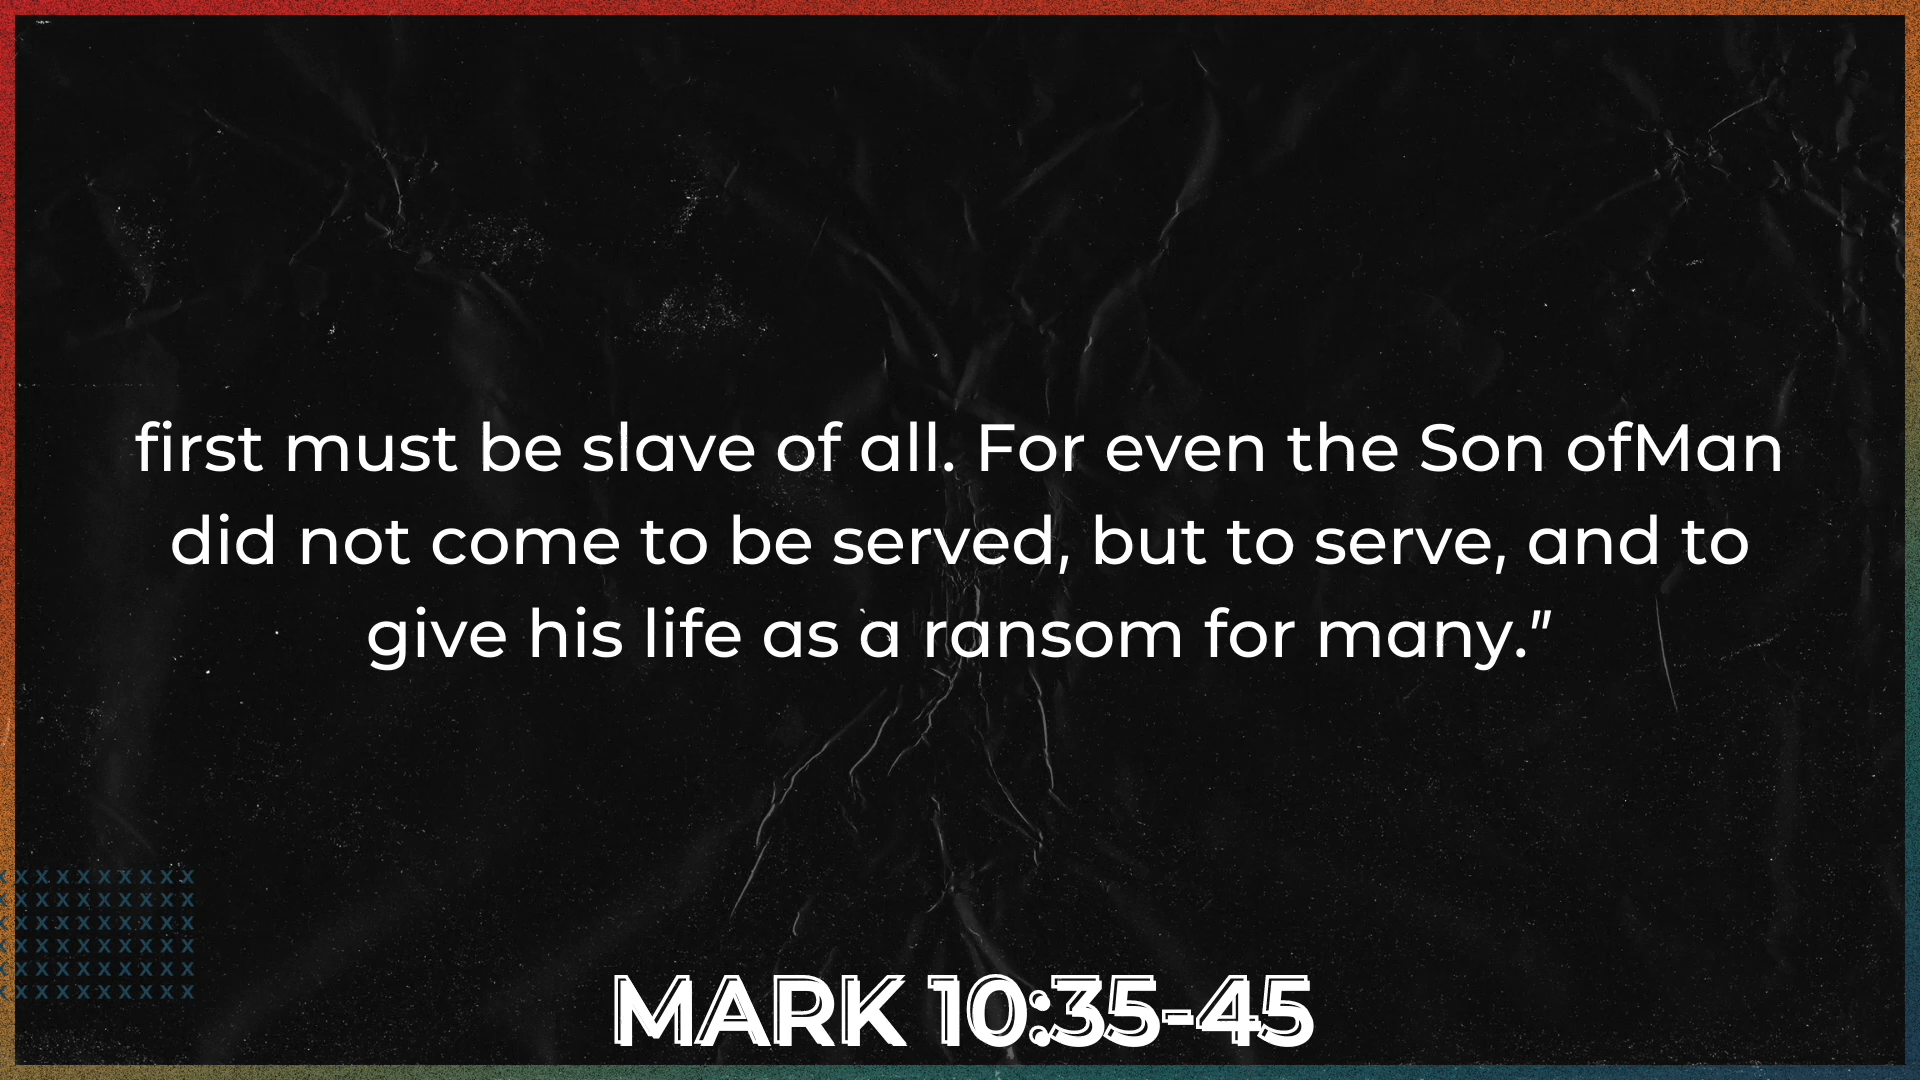 first must be slave of all. For even the Son ofMan
did not come to be served, but to serve, and to
give his life as a ransom for many.”
x x x x x x x x x x
x x x x x x x x x x
x x x x x x x x x x
x x x x x x x x x x
x x x x x x x x x x
x x x x x x x x x x
MARK 10:35-45